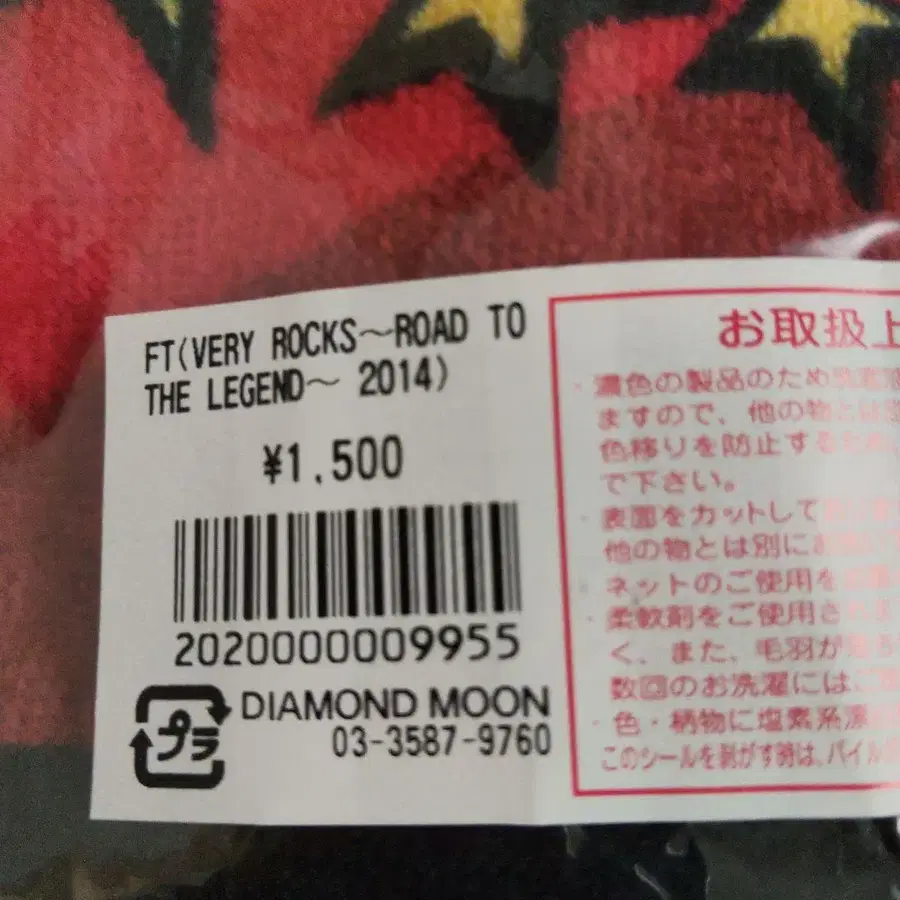 FT(VERY ROCKS〜ROAD TO
THE LEGEND〜 2014)
¥1,500
2020000009955
プラ
DIAMOND MOON
03-3587-9760
お取扱上
・濃色の製品のため
ますので、他の物とは
色移りを防止するため、
で下さい。
・表面をカットして
他の物とは別に
・ネットのご使用を
・柔軟剤をご使用され
く、また、毛羽が
数回のお洗濯には
・色・柄物に塩素系漂
このシールを剥がす時は、パイル